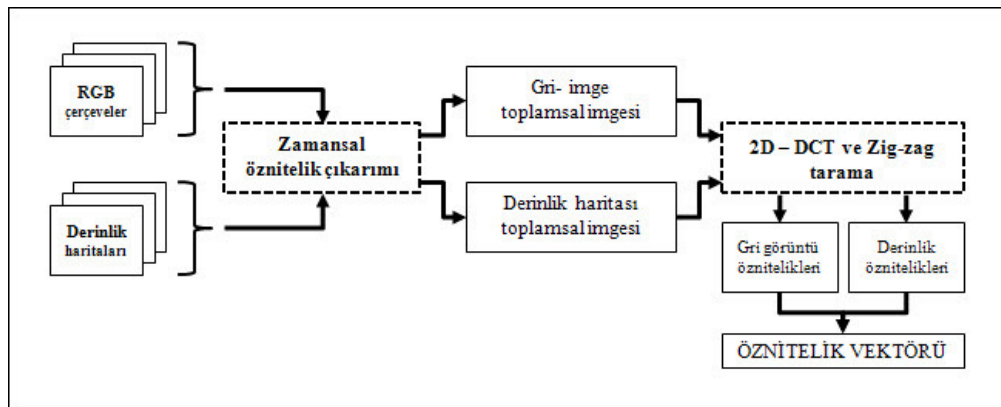 RGB
çerçeveler
Derinlik
haritaları
Zamansal
öznitelik çıkarımı
Gri- imge
toplamsal imgesi
Derinlik haritası
toplamsal imgesi
2D – DCT ve Zig-zag
tarama
Gri görüntü
öznitelikleri
Derinlik
öznitelikleri
ÖZNİTELİK VEKTÖRÜ